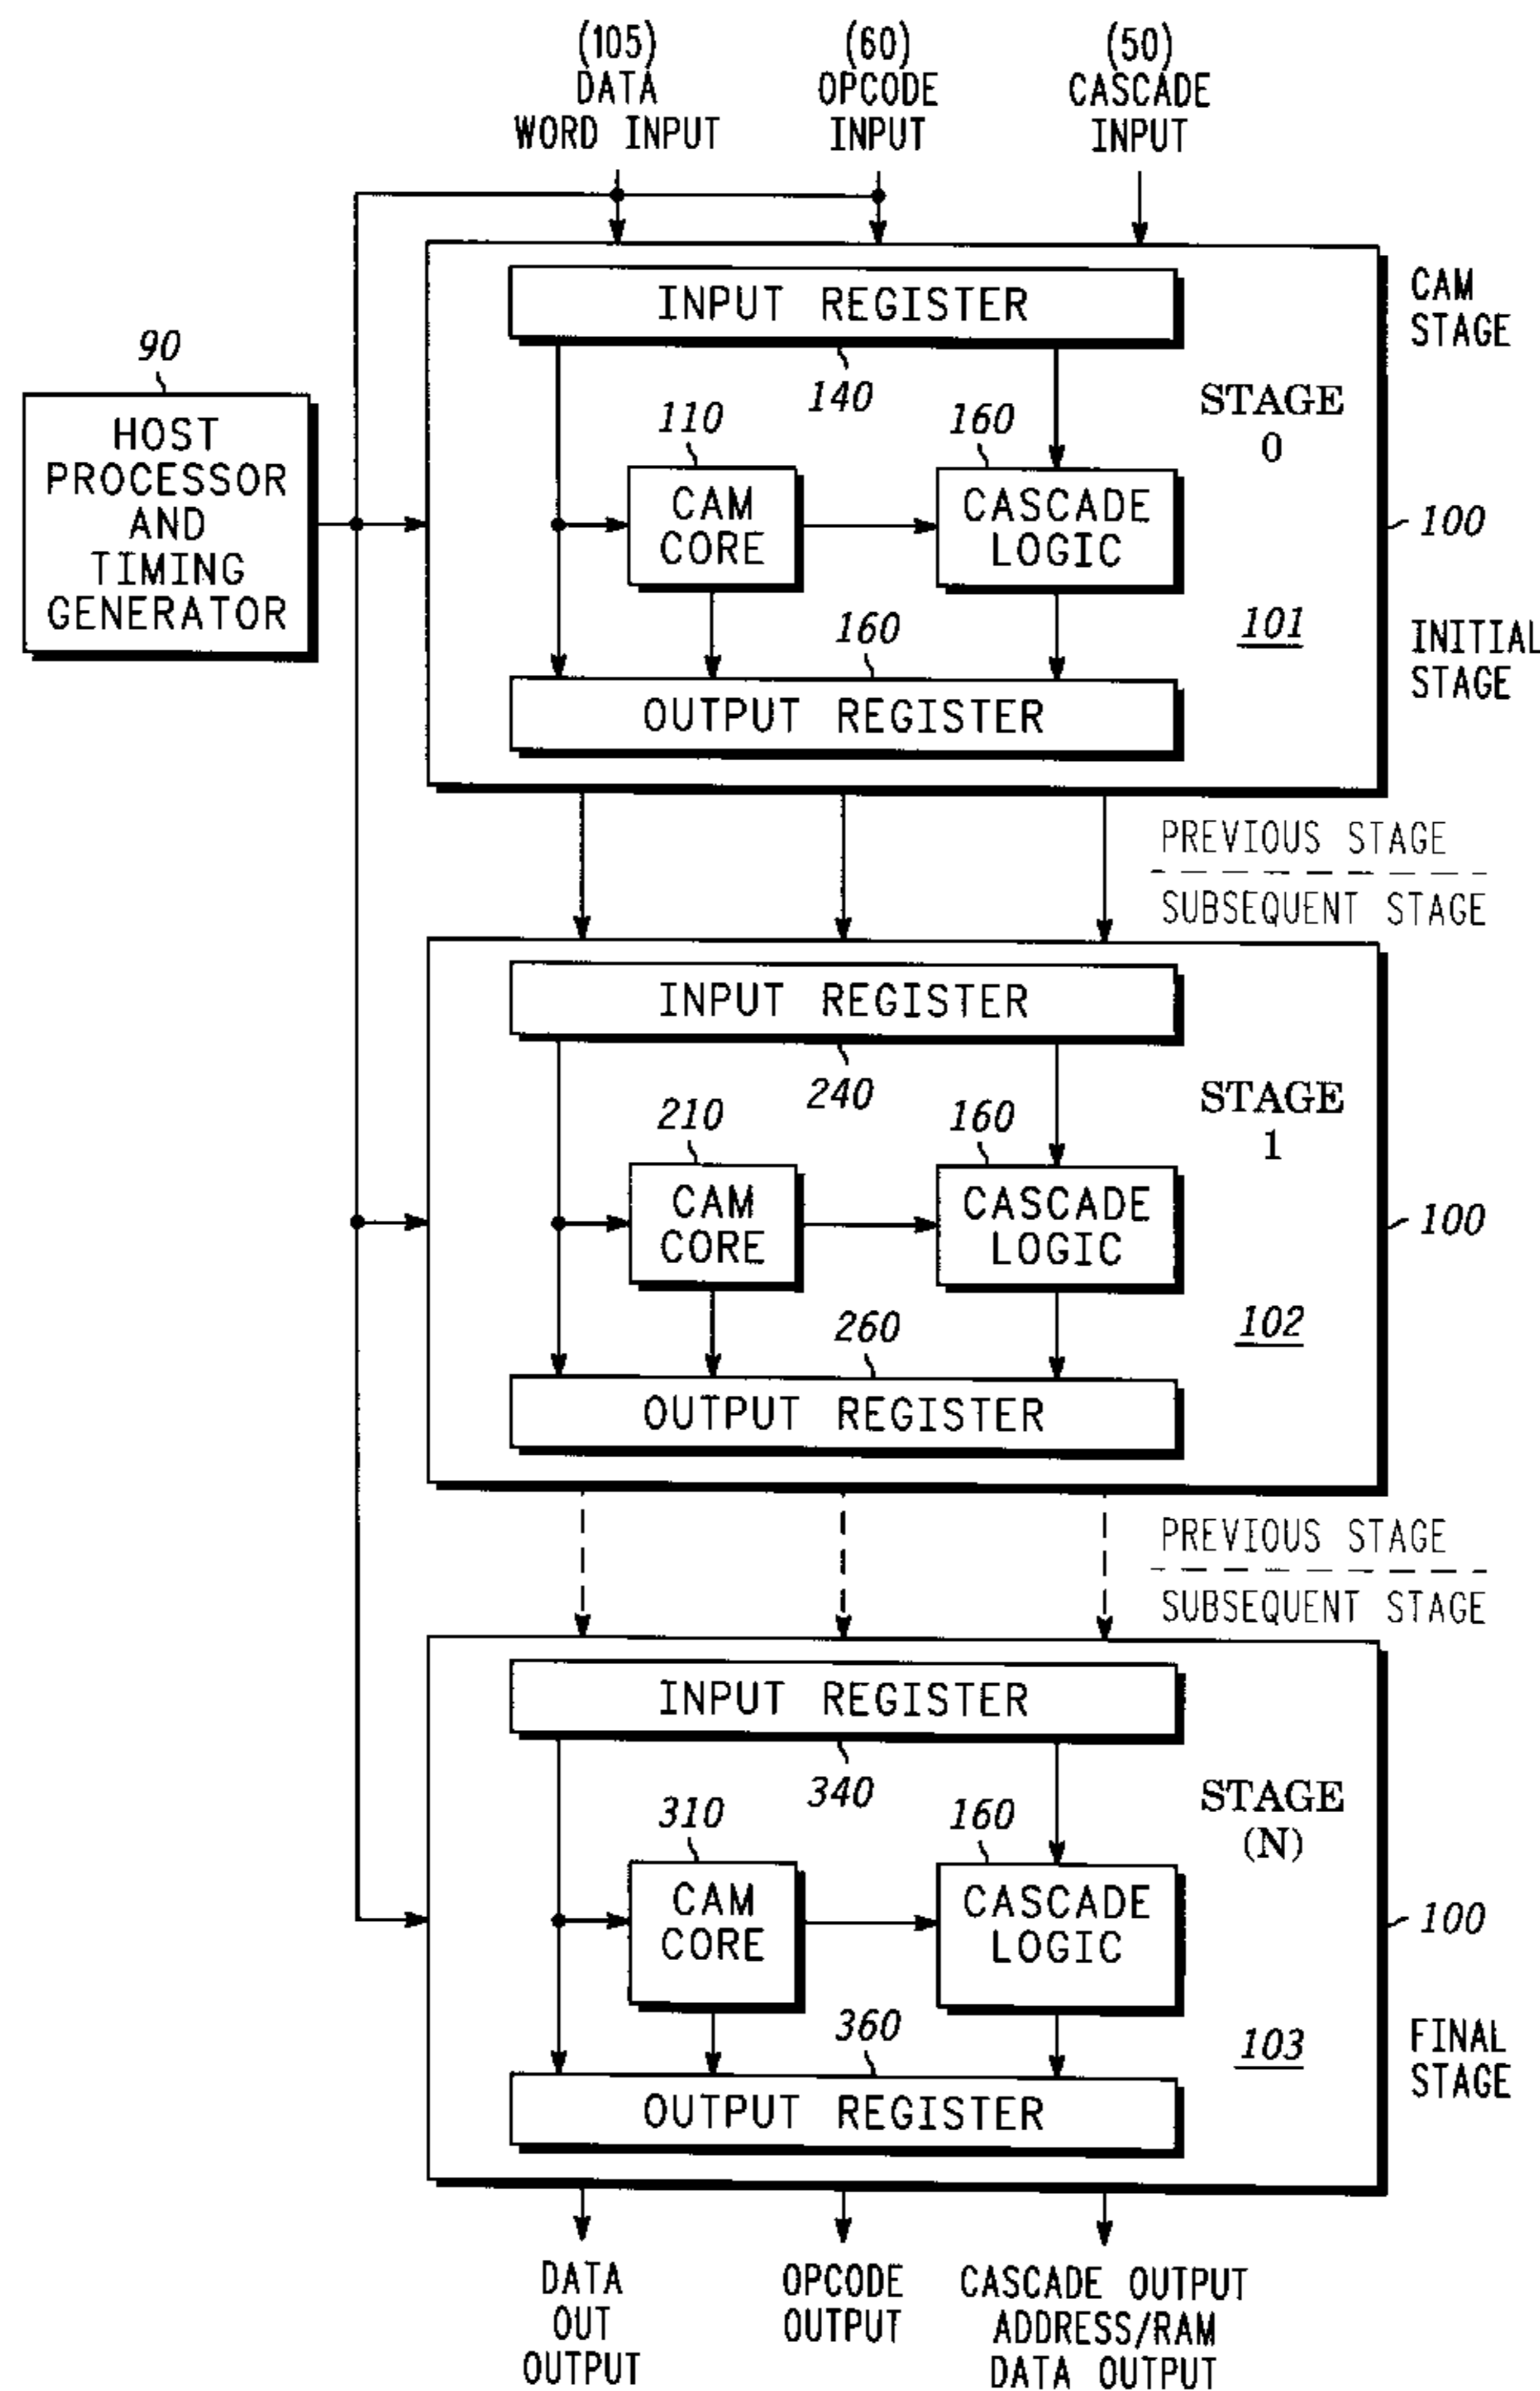 (105)
DATA
WORD INPUT
(60)
OPCODE
INPUT
(50)
CASCADE
INPUT
90
HOST
PROCESSOR
AND
TIMING
GENERATOR
INPUT REGISTER
140
CAM
STAGE
STAGE
0
110
CAM
CORE
160
CASCADE
LOGIC
100
160
OUTPUT REGISTER
101
INITIAL
STAGE
PREVIOUS STAGE
SUBSEQUENT STAGE
INPUT REGISTER
240
STAGE
1
210
CAM
CORE
160
CASCADE
LOGIC
100
260
OUTPUT REGISTER
102
PREVIOUS STAGE
SUBSEQUENT STAGE
INPUT REGISTER
340
STAGE
(N)
310
CAM
CORE
160
CASCADE
LOGIC
100
360
OUTPUT REGISTER
103
FINAL
STAGE
DATA
OUT
OUTPUT
OPCODE
OUTPUT
CASCADE OUTPUT
ADDRESS/RAM
DATA OUTPUT